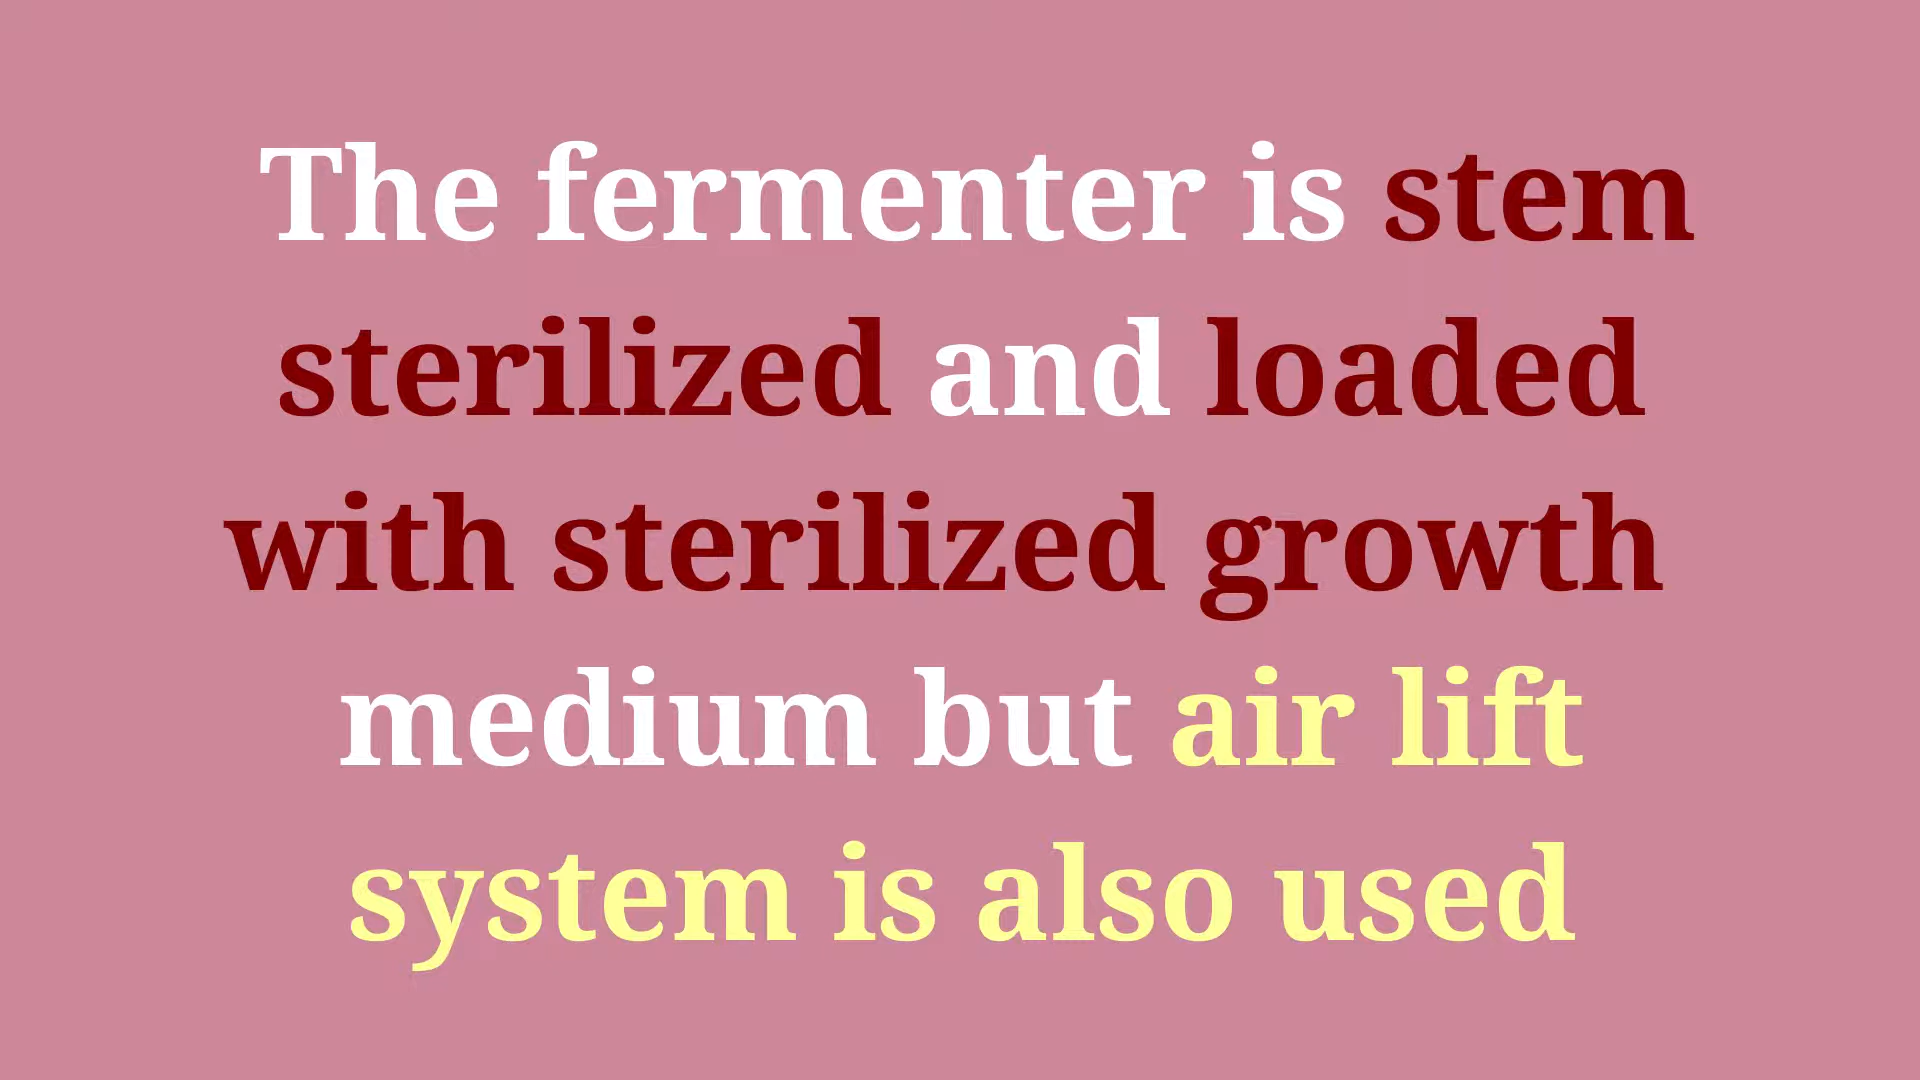 The fermenter is stem
sterilized and loaded
with sterilized growth
medium but air lift
system is also used